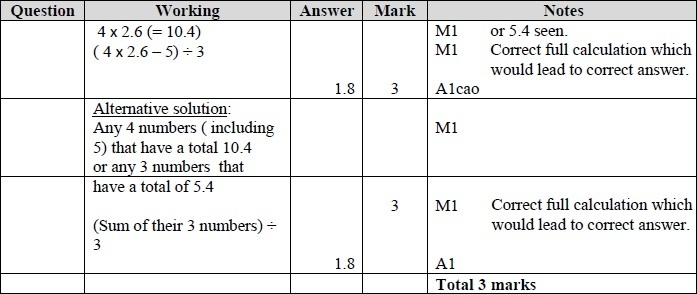 Question Working Answer Mark Notes
4 x 2.6 (= 10.4) M1 or 5.4 seen.
( 4 x 2.6 – 5) ÷ 3 M1 Correct full calculation which
would lead to correct answer.
1.8 3 A1cao
Alternative solution:
Any 4 numbers ( including M1
5) that have a total 10.4
or any 3 numbers that
have a total of 5.4
3 M1 Correct full calculation which
(Sum of their 3 numbers) ÷ would lead to correct answer.
3
1.8 A1
Total 3 marks